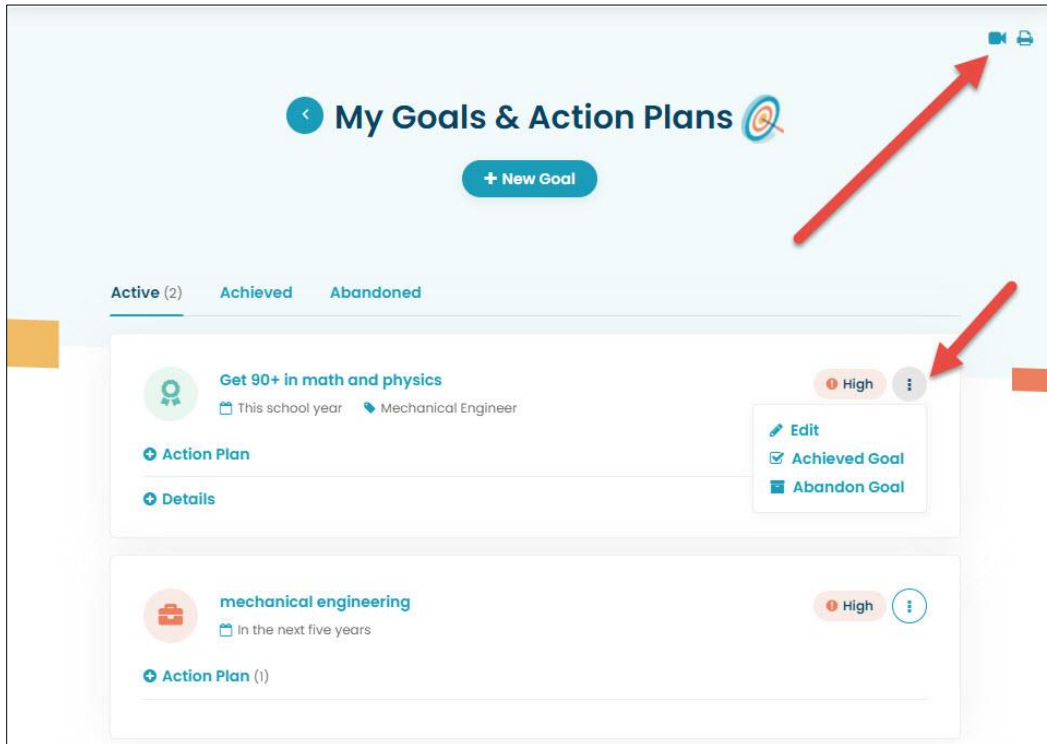 My Goals & Action Plans
+ New Goal
Active (2) Achieved Abandoned
Get 90+ in math and physics
High
This school year Mechanical Engineer
Edit
Achieved Goal
Abandon Goal
Action Plan
Details
mechanical engineering
High
In the next five years
Action Plan (1)